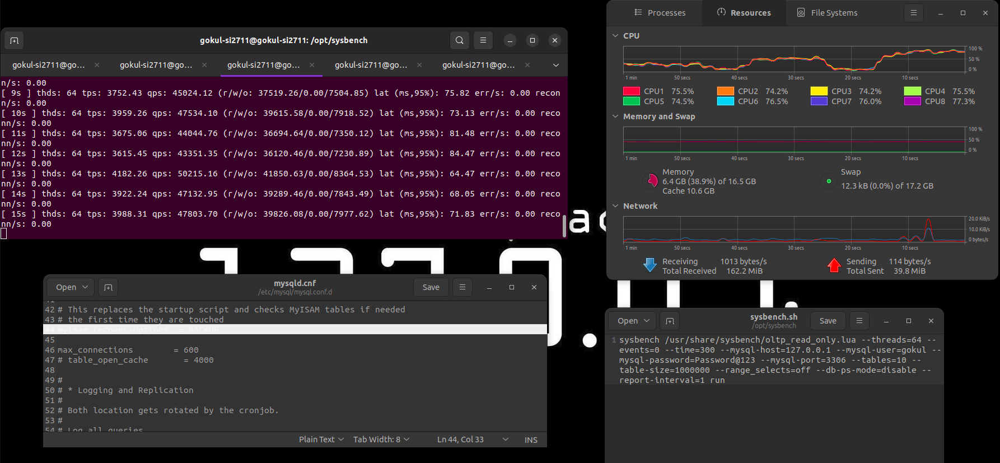 gokul-si2711@gokul-si2711: /opt/sysbench
gokul-si2711@go... gokul-si2711@go... gokul-si2711@go... gokul-si2711@go... gokul-si2711@go...
n/s: 0.00
[ 9s ] thds: 64 tps: 3752.43 qps: 45024.12 (r/w/o: 37519.26/0.00/7504.85) lat (ms,95%): 75.82 err/s: 0.00 recon
n/s: 0.00
[ 10s ] thds: 64 tps: 3959.26 qps: 47534.10 (r/w/o: 39615.58/0.00/7918.52) lat (ms,95%): 73.13 err/s: 0.00 reco
nn/s: 0.00
[ 11s ] thds: 64 tps: 3675.06 qps: 44044.76 (r/w/o: 36694.64/0.00/7350.12) lat (ms,95%): 81.48 err/s: 0.00 reco
nn/s: 0.00
[ 12s ] thds: 64 tps: 3615.45 qps: 43351.35 (r/w/o: 36120.46/0.00/7230.89) lat (ms,95%): 84.47 err/s: 0.00 reco
nn/s: 0.00
[ 13s ] thds: 64 tps: 4182.26 qps: 50215.16 (r/w/o: 41850.63/0.00/8364.53) lat (ms,95%): 64.47 err/s: 0.00 reco
nn/s: 0.00
[ 14s ] thds: 64 tps: 3922.24 qps: 47132.95 (r/w/o: 39289.46/0.00/7843.49) lat (ms,95%): 68.05 err/s: 0.00 reco
nn/s: 0.00
[ 15s ] thds: 64 tps: 3988.31 qps: 47803.70 (r/w/o: 39826.08/0.00/7977.62) lat (ms,95%): 71.83 err/s: 0.00 reco
nn/s: 0.00
Processes Resources File Systems
CPU
100 %
50 %
0 %
1 min 50 secs 40 secs 30 secs 20 secs 10 secs
CPU1 75.5% CPU2 74.2% CPU3 74.2% CPU4 75.5%
CPU5 74.5% CPU6 76.5% CPU7 76.0% CPU8 77.3%
Memory and Swap
100 %
50 %
0 %
1 min 50 secs 40 secs 30 secs 20 secs 10 secs
Memory
6.4 GB (38.9%) of 16.5 GB
Cache 10.6 GB
Swap
12.3 kB (0.0%) of 17.2 GB
Network
20.0 KiB/s
10.0 KiB/s
0 bytes/s
1 min 50 secs 40 secs 30 secs 20 secs 10 secs
Receiving 1013 bytes/s
Total Received 162.2 MiB
Sending 114 bytes/s
Total Sent 39.8 MiB
Open mysqld.cnf Save
/etc/mysql/mysql.conf.d
41
42 # This replaces the startup script and checks MyISAM tables if needed
43 # the first time they are touched
44 myisam-recover-options = BACKUP
45
46 max_connections = 600
47 # table_open_cache = 4000
48
49 #
50 # * Logging and Replication
51 #
52 # Both location gets rotated by the cronjob.
53 #
54 # Log all queries
Plain Text Tab Width: 8 Ln 44, Col 33 INS
Open sysbench.sh Save
/opt/sysbench
1 sysbench /usr/share/sysbench/oltp_read_only.lua --threads=64 --
events=0 --time=300 --mysql-host=127.0.0.1 --mysql-user=gokul --
mysql-password=Password@123 --mysql-port=3306 --tables=10 --
table-size=1000000 --range_selects=off --db-ps-mode=disable --
report-interval=1 run